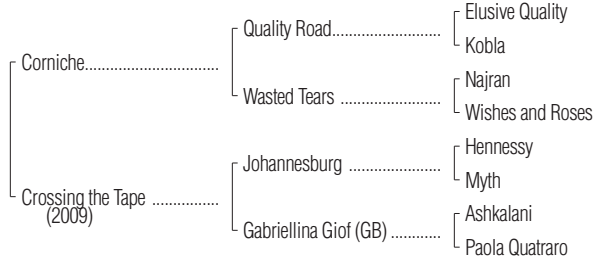 Elusive Quality
Quality Road
Kobla
Corniche
Najran
Wasted Tears
Wishes and Roses
Hennessy
Johannesburg
Myth
Crossing the Tape
(2009)
Ashkalani
Gabriellina Giof (GB)
Paola Quatraro